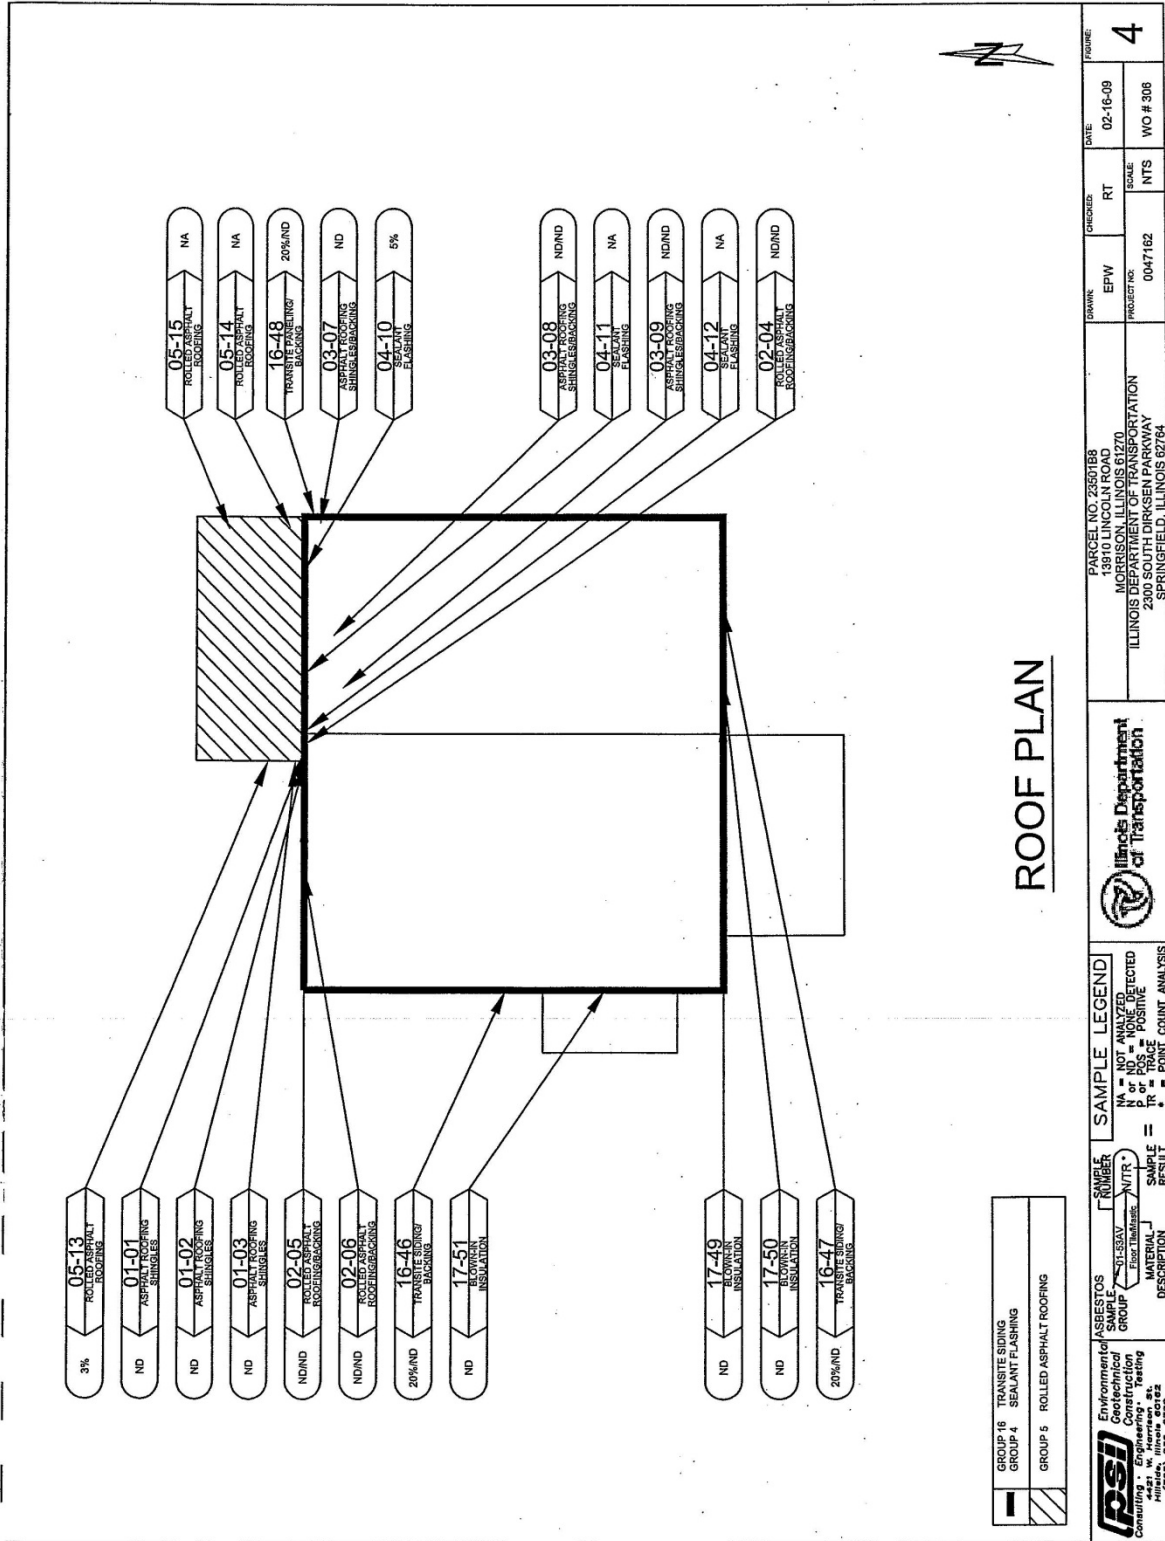 05-13
ROLLED ASPHALT
ROOFING
3%
01-01
ASPHALT ROOFING
SHINGLES
ND
01-02
ASPHALT ROOFING
SHINGLES
ND
01-03
ASPHALT ROOFING
SHINGLES
ND
02-05
ROLLED ASPHALT
ROOFING/BACKING
ND/ND
02-06
ROLLED ASPHALT
ROOFING/BACKING
ND/ND
16-46
TRANSITE SIDING/
BACKING
20%/ND
17-51
BLOWN-IN
INSULATION
ND
17-49
BLOWN-IN
INSULATION
ND
17-50
BLOWN-IN
INSULATION
ND
16-47
TRANSITE SIDING/
BACKING
20%/ND
05-15
ROLLED ASPHALT
ROOFING
NA
05-14
ROLLED ASPHALT
ROOFING
NA
16-48
TRANSITE PANELING/
BACKING
20%/ND
03-07
ASPHALT ROOFING
SHINGLES/BACKING
ND
04-10
SEALANT
FLASHING
5%
03-08
ASPHALT ROOFING
SHINGLES/BACKING
ND/ND
04-11
SEALANT
FLASHING
NA
03-09
ASPHALT ROOFING
SHINGLES/BACKING
ND/ND
04-12
SEALANT
FLASHING
NA
02-04
ROLLED ASPHALT
ROOFING/BACKING
ND/ND
N
ROOF PLAN
GROUP 16 TRANSITE SIDING
GROUP 4 SEALANT FLASHING
GROUP 5 ROLLED ASPHALT ROOFING
psi
Environmental
Geotechnical
Construction
Consulting • Engineering • Testing
4421 W. Harrison St.
Hillside, Illinois 60162
ASBESTOS
SAMPLE
GROUP
SAMPLE
NUMBER
01-53AV
Floor Tile/Mastic
N/TR*
MATERIAL
DESCRIPTION
SAMPLE
RESULT
=
SAMPLE LEGEND
NA = NOT ANALYZED
N or ND = NONE DETECTED
P or POS = POSITIVE
TR = TRACE
* = POINT COUNT ANALYSIS
Illinois Department
of Transportation
PARCEL NO. 23501B8
13910 LINCOLN ROAD
MORRISON, ILLINOIS 61270
ILLINOIS DEPARTMENT OF TRANSPORTATION
2300 SOUTH DIRKSEN PARKWAY
SPRINGFIELD, ILLINOIS 62764
DRAWN:
EPW
CHECKED:
RT
DATE:
02-16-09
FIGURE:
4
PROJECT NO:
0047162
SCALE:
NTS
WO # 306